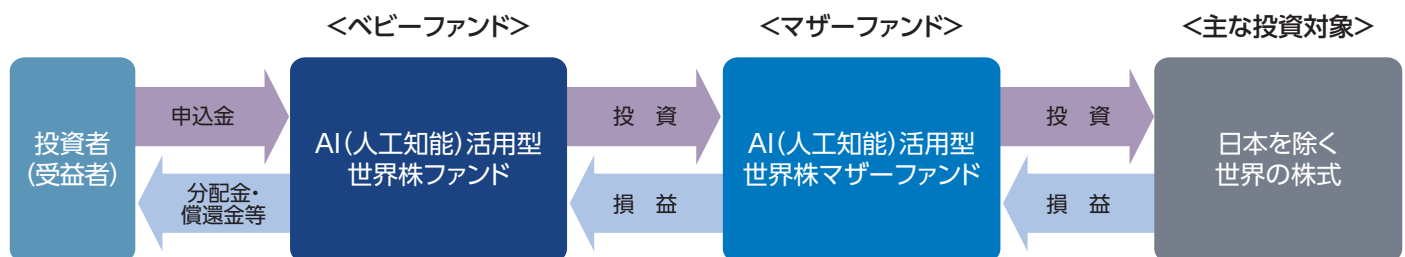 <ベビーファンド>
<マザーファンド>
<主な投資対象>
投資者
(受益者)
申込金
分配金・
償還金等
AI(人工知能)活用型
世界株ファンド
投 資
損 益
AI(人工知能)活用型
世界株マザーファンド
投 資
損 益
日本を除く
世界の株式